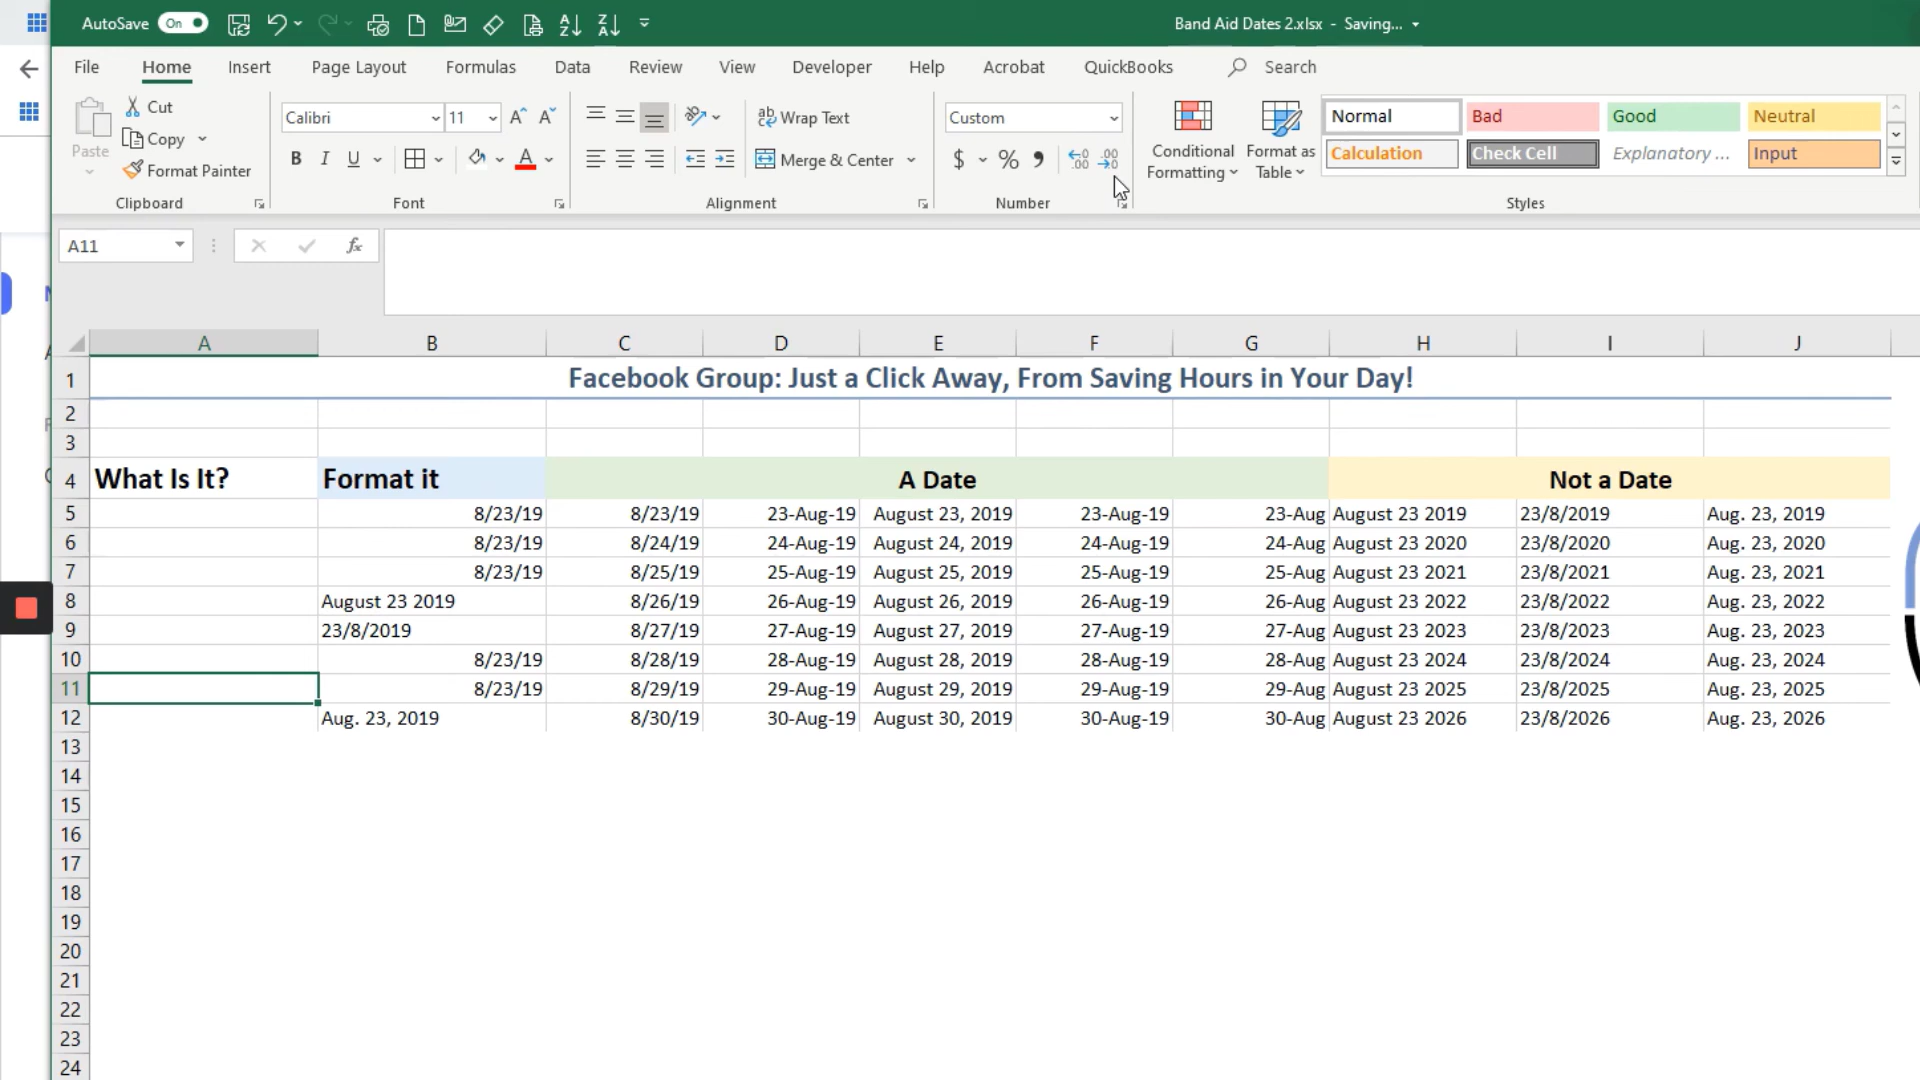 AutoSave On Band Aid Dates 2.xlsx - Saving...
File Home Insert Page Layout Formulas Data Review View Developer Help Acrobat QuickBooks Search
Paste Cut Calibri 11 Wrap Text Custom Conditional Formatting Format as Table Normal Bad Good Neutral
Copy
Format Painter B I U A Merge & Center $ % Calculation Check Cell Explanatory ... Input
Clipboard Font Alignment Number Styles
A11 fx
A B C D E F G H I J
1 Facebook Group: Just a Click Away, From Saving Hours in Your Day!
2
3
4 What Is It? Format it A Date Not a Date
5 8/23/19 8/23/19 23-Aug-19 August 23, 2019 23-Aug-19 23-Aug August 23 2019 23/8/2019 Aug. 23, 2019
6 8/23/19 8/24/19 24-Aug-19 August 24, 2019 24-Aug-19 24-Aug August 23 2020 23/8/2020 Aug. 23, 2020
7 8/23/19 8/25/19 25-Aug-19 August 25, 2019 25-Aug-19 25-Aug August 23 2021 23/8/2021 Aug. 23, 2021
8 August 23 2019 8/26/19 26-Aug-19 August 26, 2019 26-Aug-19 26-Aug August 23 2022 23/8/2022 Aug. 23, 2022
9 23/8/2019 8/27/19 27-Aug-19 August 27, 2019 27-Aug-19 27-Aug August 23 2023 23/8/2023 Aug. 23, 2023
10 8/23/19 8/28/19 28-Aug-19 August 28, 2019 28-Aug-19 28-Aug August 23 2024 23/8/2024 Aug. 23, 2024
11 8/23/19 8/29/19 29-Aug-19 August 29, 2019 29-Aug-19 29-Aug August 23 2025 23/8/2025 Aug. 23, 2025
12 Aug. 23, 2019 8/30/19 30-Aug-19 August 30, 2019 30-Aug-19 30-Aug August 23 2026 23/8/2026 Aug. 23, 2026
13
14
15
16
17
18
19
20
21
22
23
24